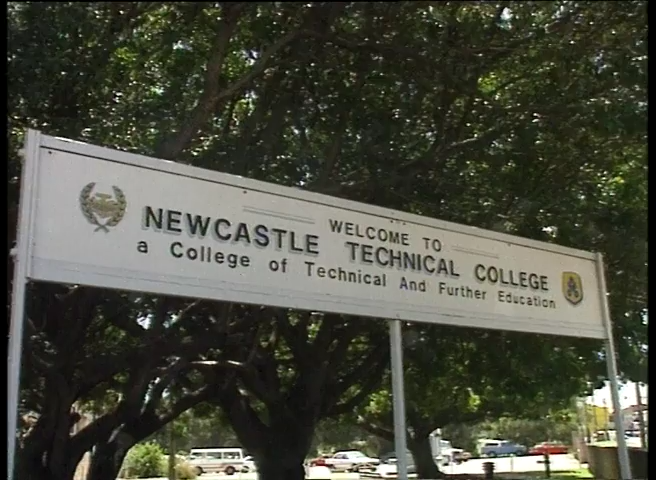 WELCOME TO
NEWCASTLE TECHNICAL COLLEGE
a College of Technical And Further Education